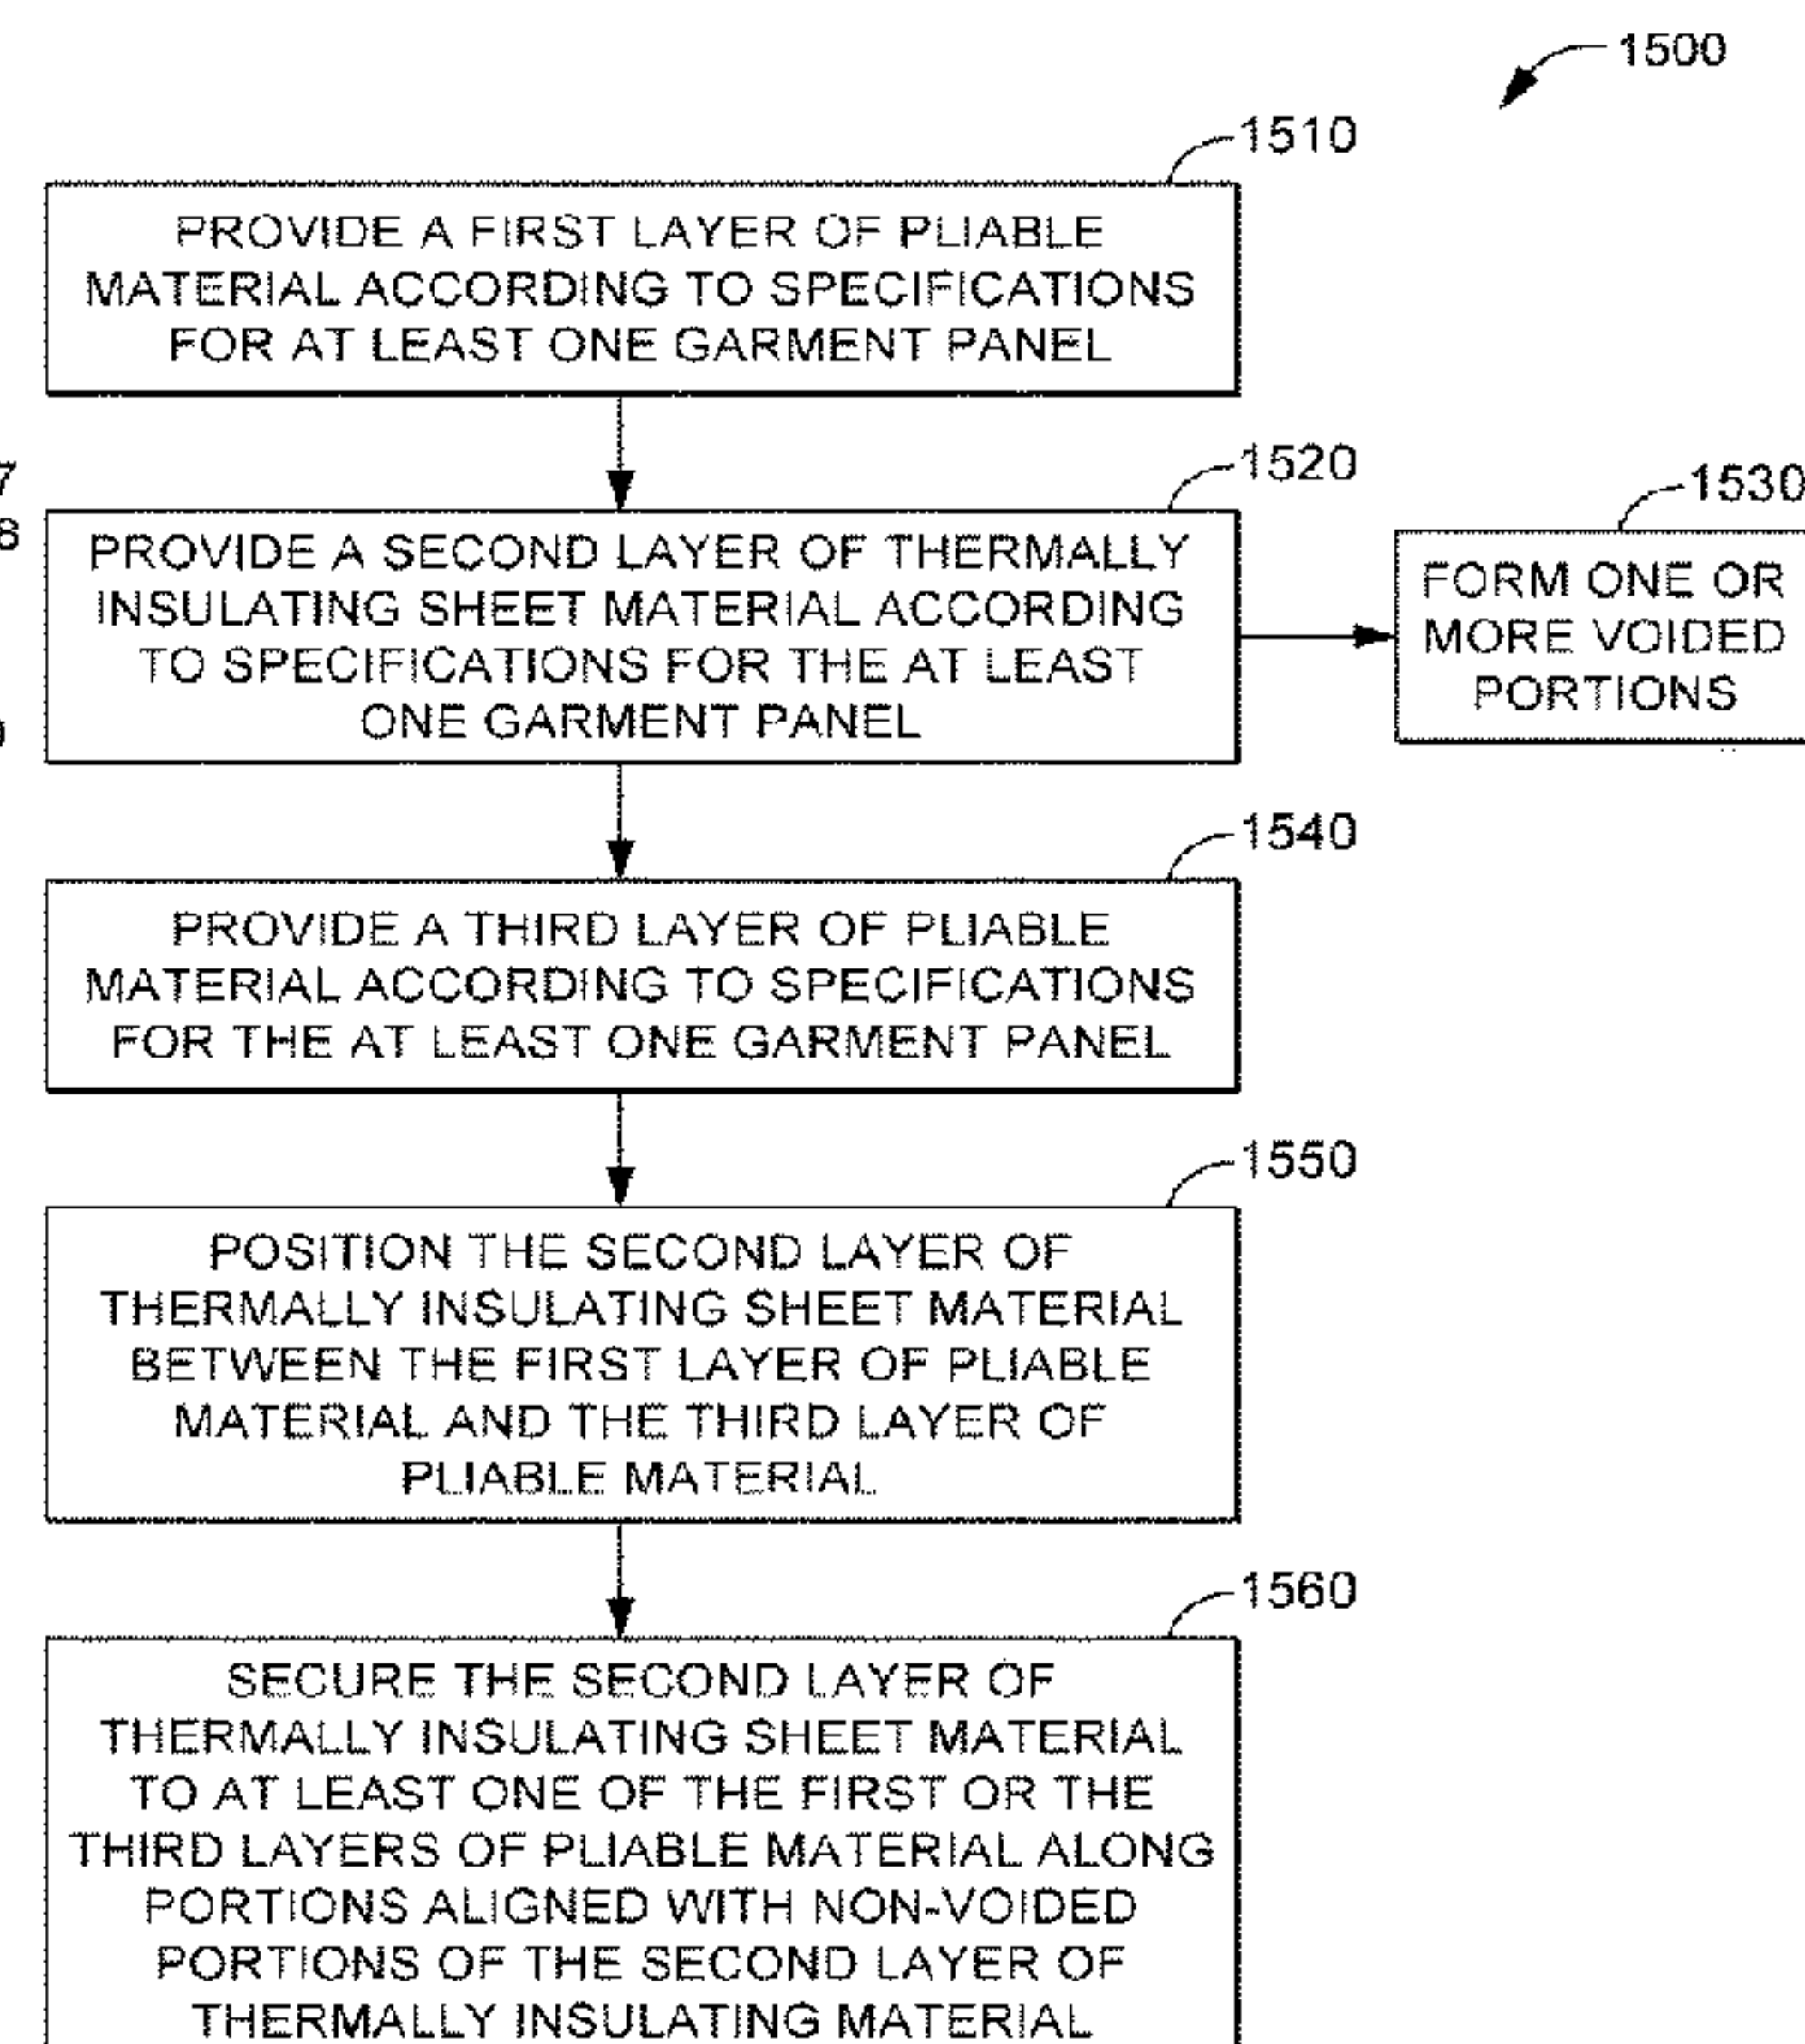 1500
1510
PROVIDE A FIRST LAYER OF PLIABLE
MATERIAL ACCORDING TO SPECIFICATIONS
FOR AT LEAST ONE GARMENT PANEL
1520
PROVIDE A SECOND LAYER OF THERMALLY
INSULATING SHEET MATERIAL ACCORDING
TO SPECIFICATIONS FOR THE AT LEAST
ONE GARMENT PANEL
1530
FORM ONE OR
MORE VOIDED
PORTIONS
1540
PROVIDE A THIRD LAYER OF PLIABLE
MATERIAL ACCORDING TO SPECIFICATIONS
FOR THE AT LEAST ONE GARMENT PANEL
1550
POSITION THE SECOND LAYER OF
THERMALLY INSULATING SHEET MATERIAL
BETWEEN THE FIRST LAYER OF PLIABLE
MATERIAL AND THE THIRD LAYER OF
PLIABLE MATERIAL
1560
SECURE THE SECOND LAYER OF
THERMALLY INSULATING SHEET MATERIAL
TO AT LEAST ONE OF THE FIRST OR THE
THIRD LAYERS OF PLIABLE MATERIAL ALONG
PORTIONS ALIGNED WITH NON-VOIDED
PORTIONS OF THE SECOND LAYER OF
THERMALLY INSULATING MATERIAL